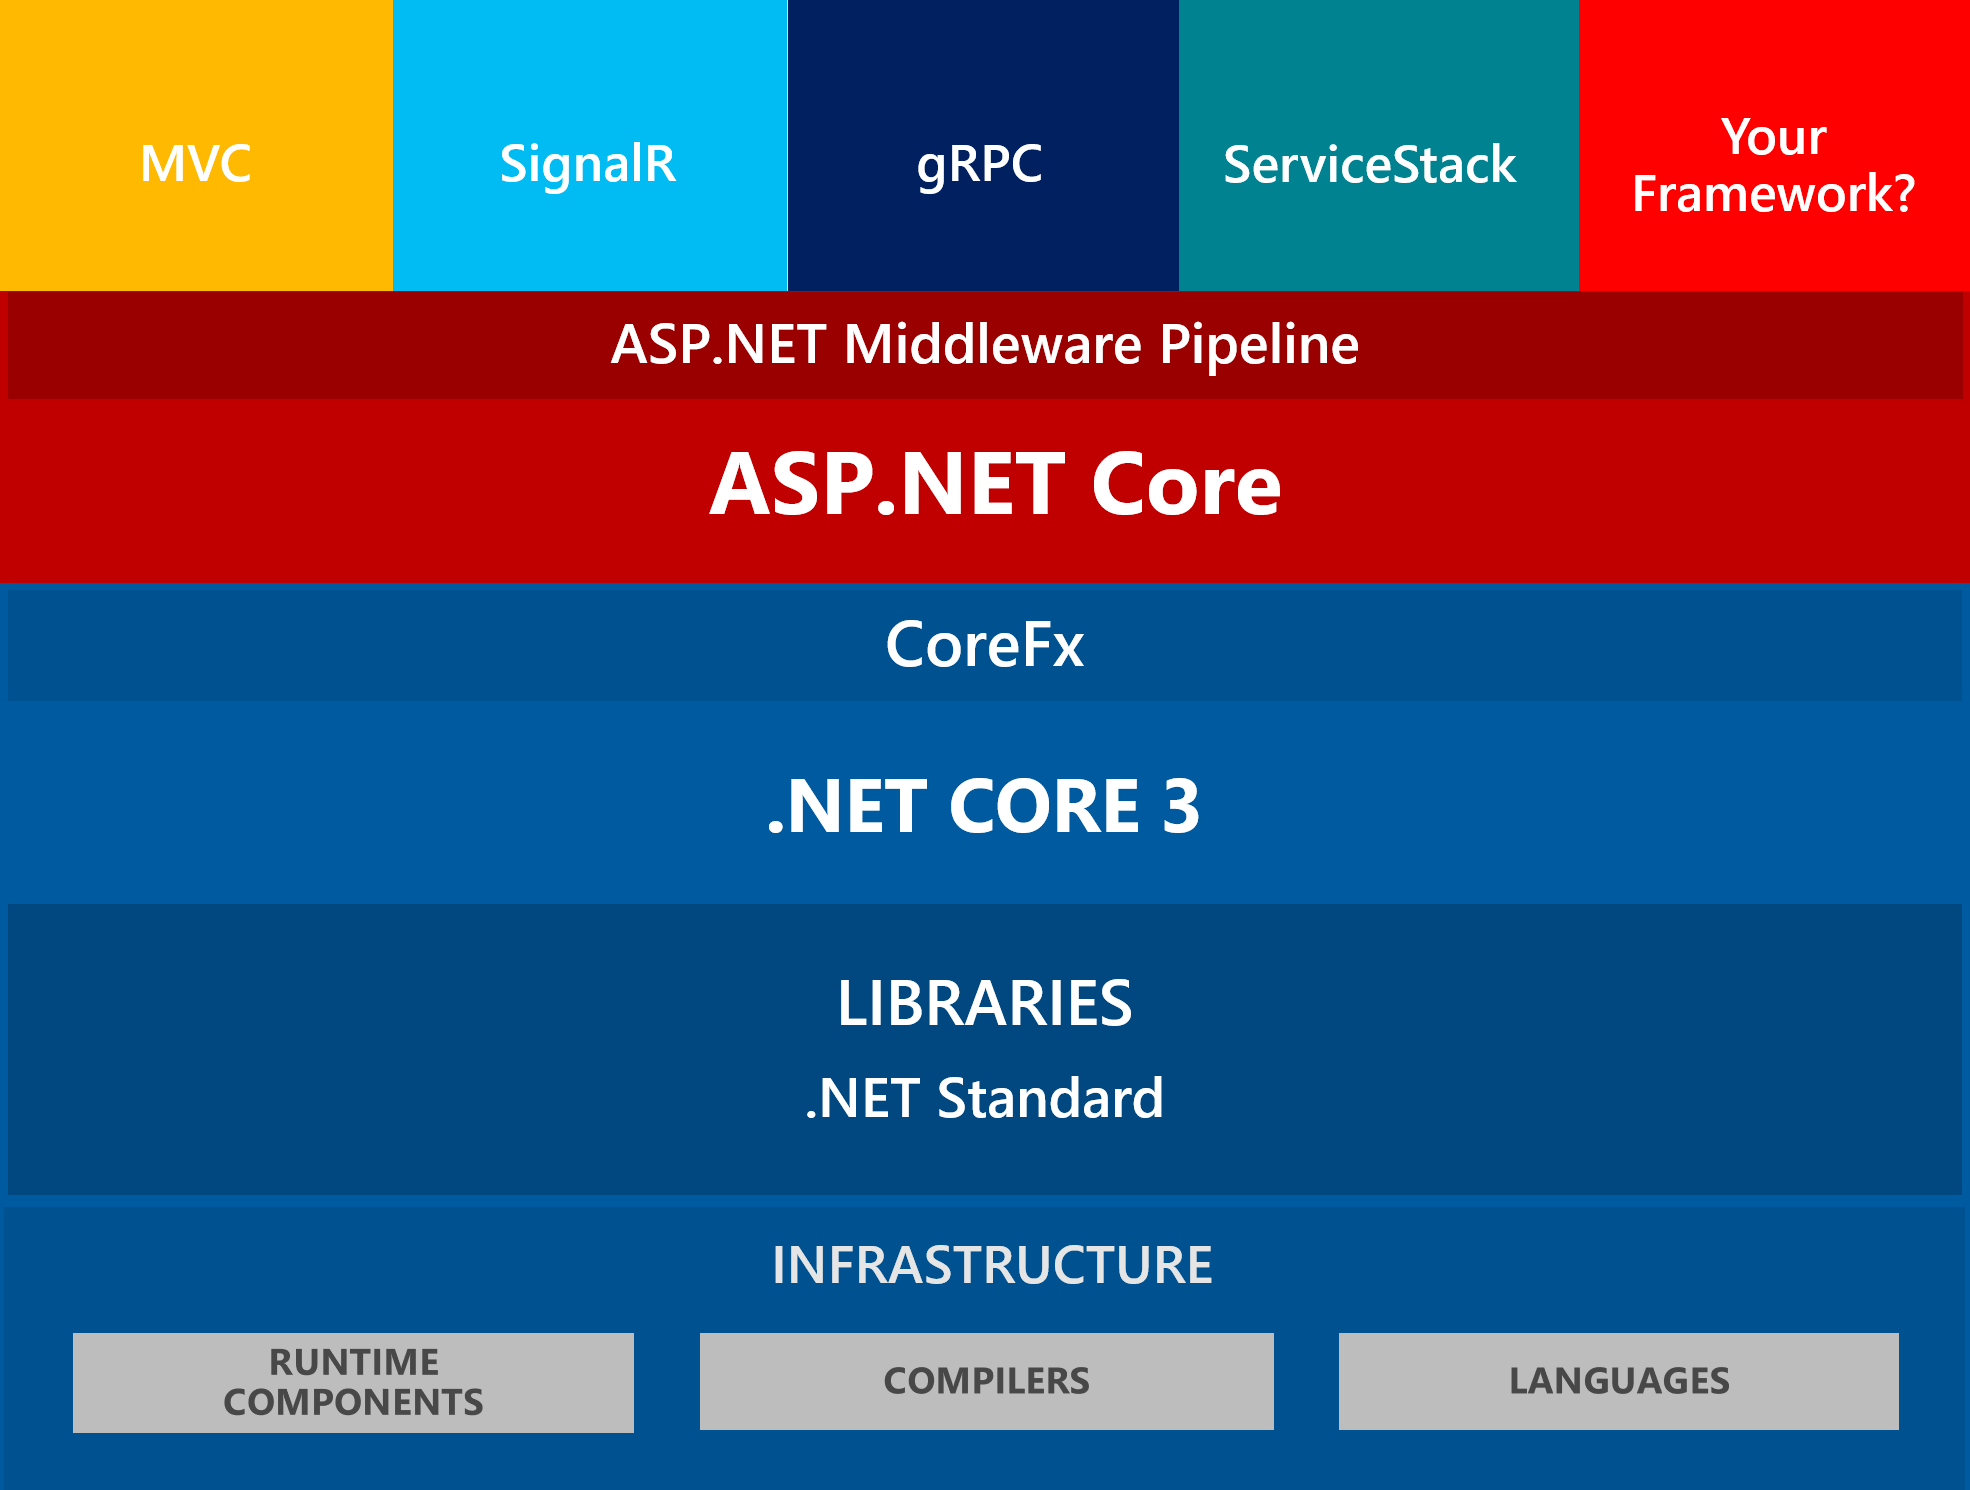 MVC
SignalR
gRPC
ServiceStack
Your
Framework?
ASP.NET Middleware Pipeline
ASP.NET Core
CoreFx
.NET CORE 3
LIBRARIES
.NET Standard
INFRASTRUCTURE
RUNTIME
COMPONENTS
COMPILERS
LANGUAGES